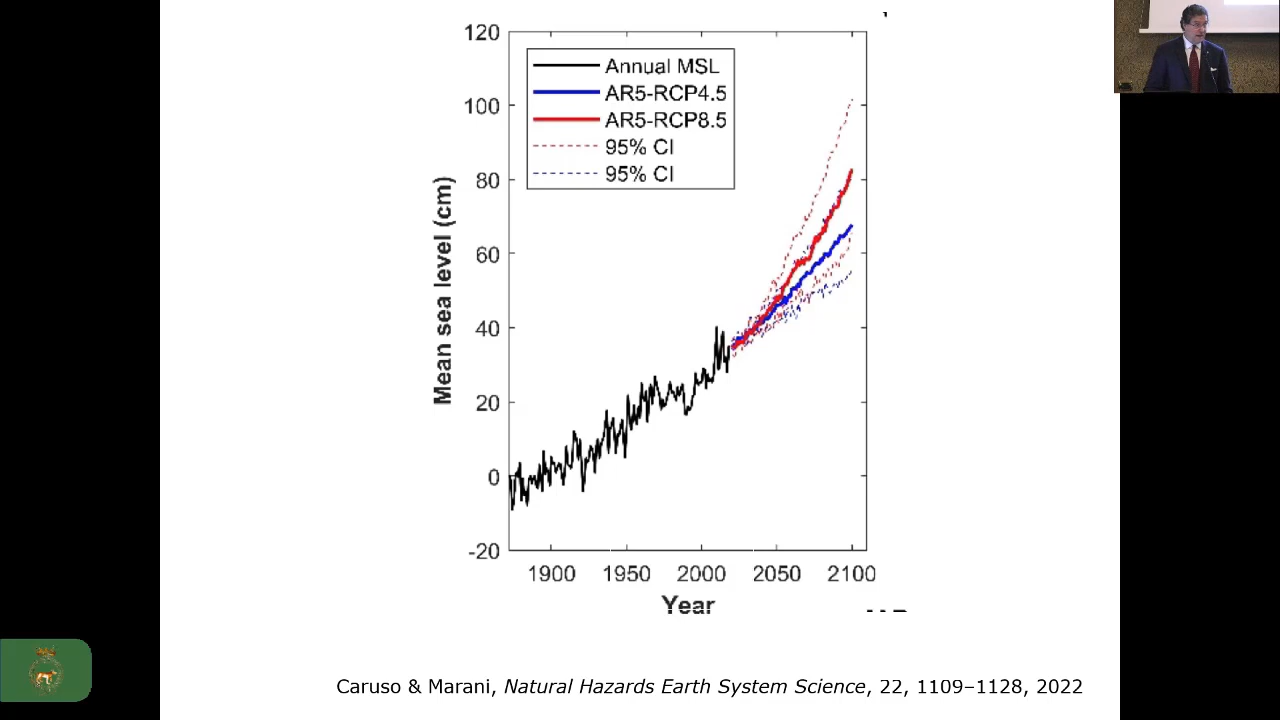 120
100
80
60
40
20
0
-20
Mean sea level (cm)
Annual MSL
AR5-RCP4.5
AR5-RCP8.5
95% CI
95% CI
1900 1950 2000 2050 2100
Year
Caruso & Marani, Natural Hazards Earth System Science, 22, 1109–1128, 2022